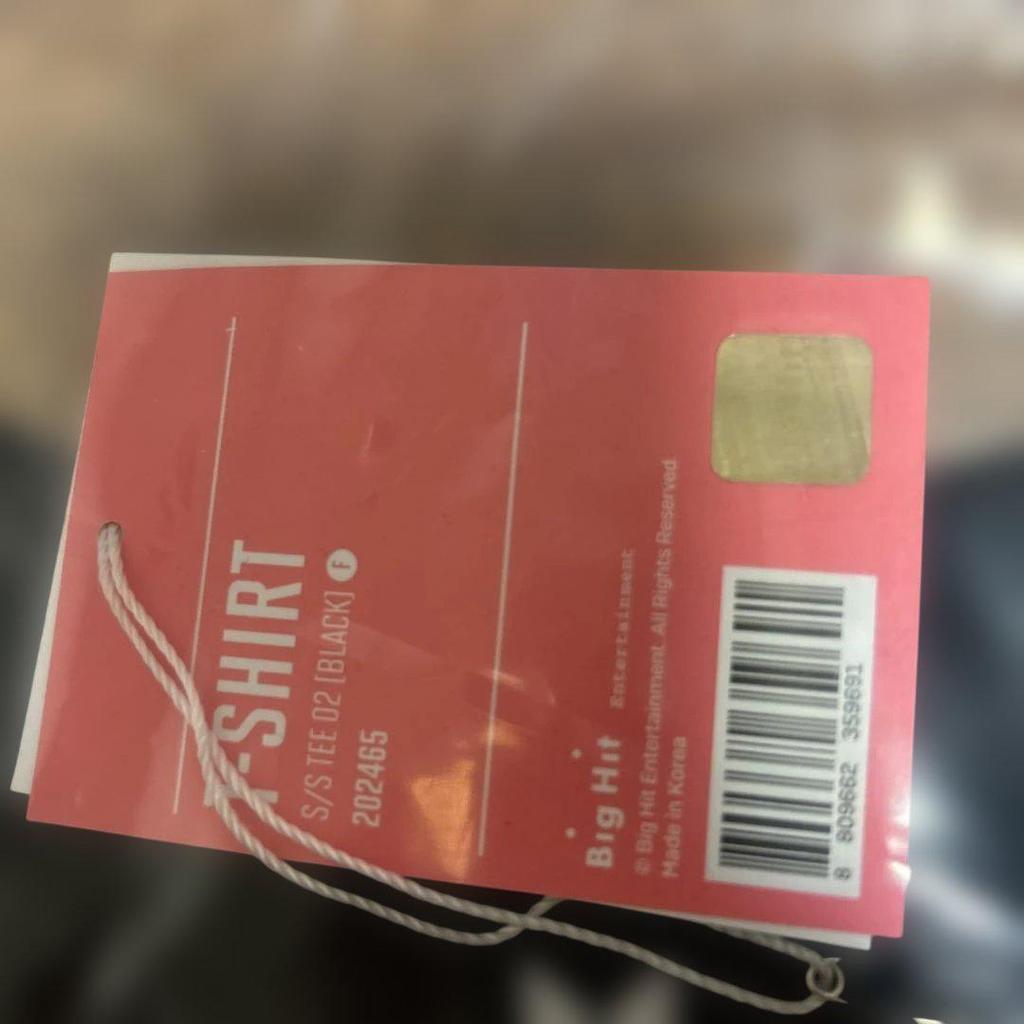 T-SHIRT
S/S TEE 02 [BLACK] F
202465
Big Hit Entertainment
© Big Hit Entertainment. All Rights Reserved.
Made in Korea
8 809662 359691